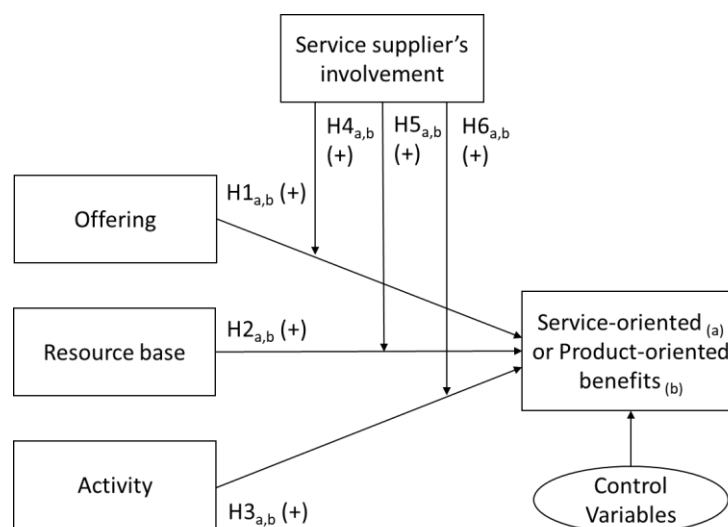 Service supplier's
involvement
H4a,b
(+)
H5a,b
(+)
H6a,b
(+)
H1a,b (+)
Offering
H2a,b (+)
Resource base
Service-oriented (a)
or Product-oriented
benefits (b)
Activity
H3a,b (+)
Control
Variables